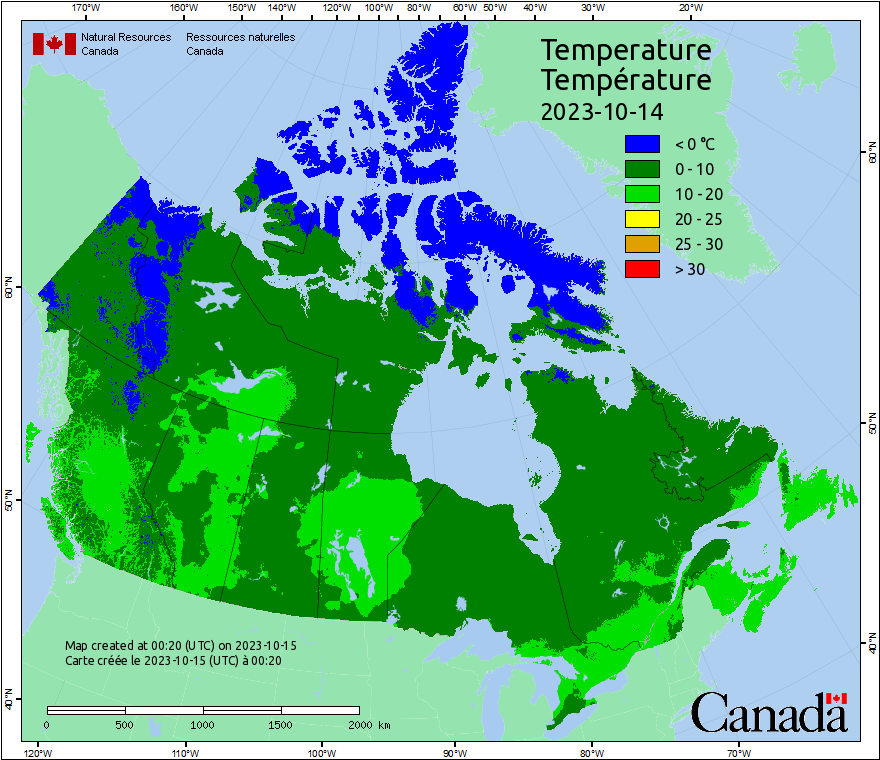 170°W 160°W 150°W 140°W 130°W 120°W 110°W 100°W 90°W 80°W 70°W 60°W 50°W 40°W 30°W 20°W
Natural Resources Ressources naturelles
Canada Canada
Temperature
Température
2023-10-14
< 0 °C
0 - 10
10 - 20
20 - 25
25 - 30
> 30
60°N
60°N
50°N
50°N
40°N
40°N
Map created at 00:20 (UTC) on 2023-10-15
Carte créée le 2023-10-15 (UTC) à 00:20
0 500 1000 1500 2000 km
Canada
120°W 110°W 100°W 90°W 80°W 70°W